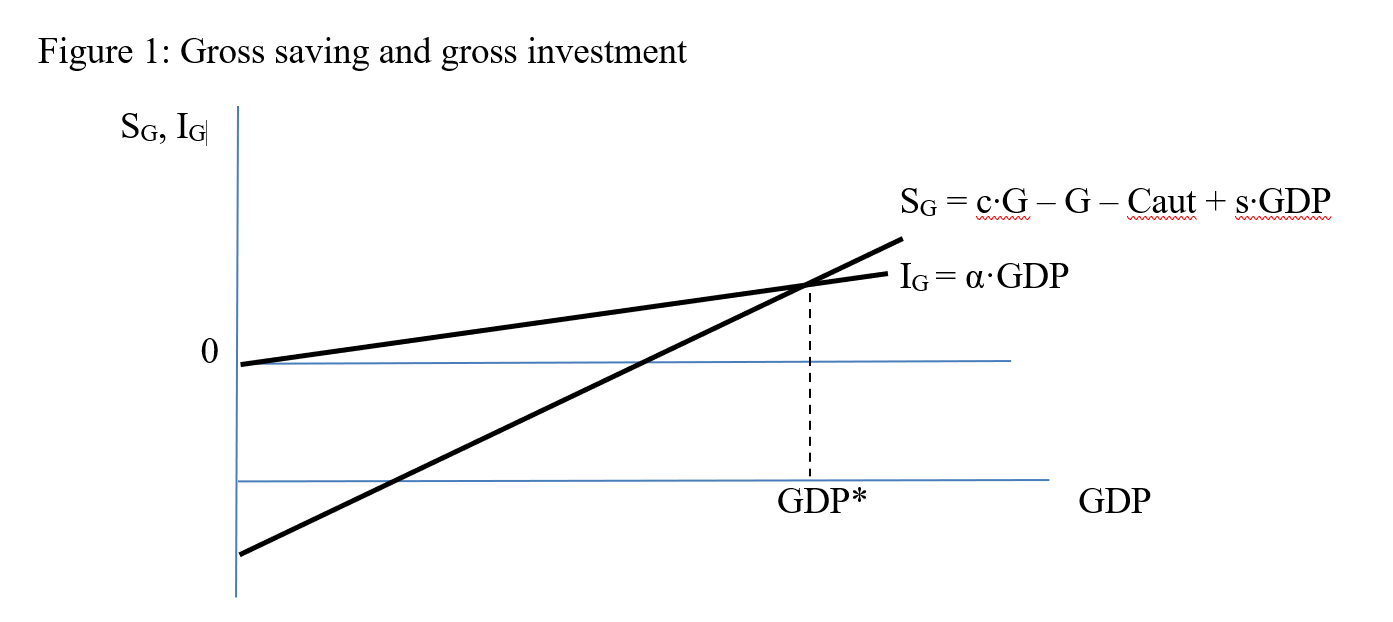 Figure 1: Gross saving and gross investment
SG, IG
SG = c·G – G – Caut + s·GDP
IG = α·GDP
0
GDP* GDP